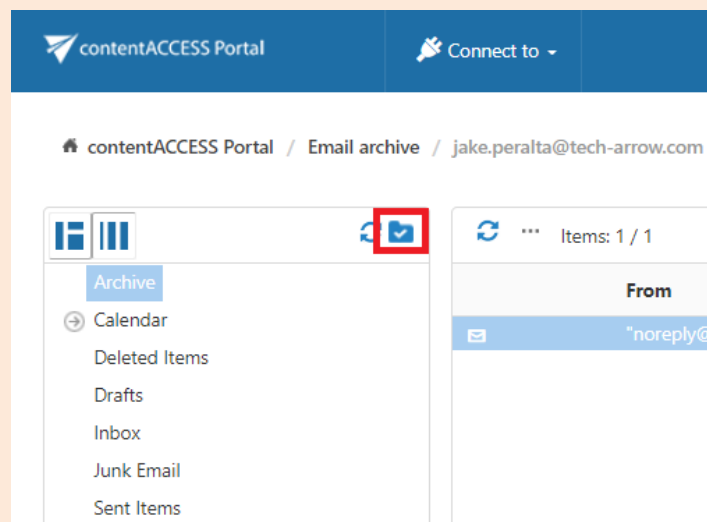 contentACCESS Portal
Connect to
contentACCESS Portal / Email archive / jake.peralta@tech-arrow.com
Items: 1 / 1
Archive
From
Calendar
"noreply@
Deleted Items
Drafts
Inbox
Junk Email
Sent Items